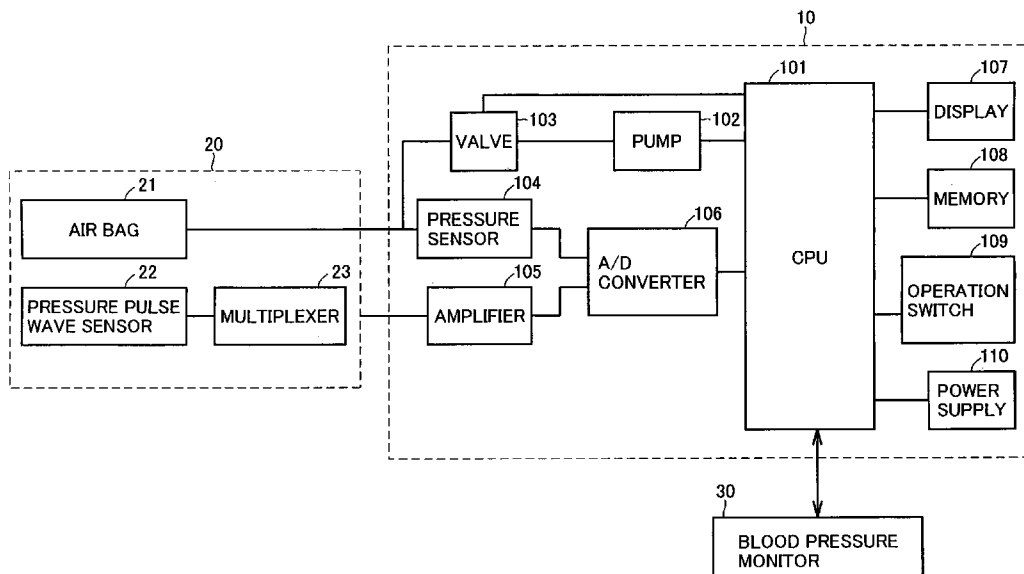 10
101
107
DISPLAY
103
VALVE
102
PUMP
20
108
MEMORY
21
AIR BAG
104
PRESSURE
SENSOR
106
A/D
CONVERTER
CPU
109
OPERATION
SWITCH
22
PRESSURE PULSE
WAVE SENSOR
23
MULTIPLEXER
105
AMPLIFIER
110
POWER
SUPPLY
30
BLOOD PRESSURE
MONITOR